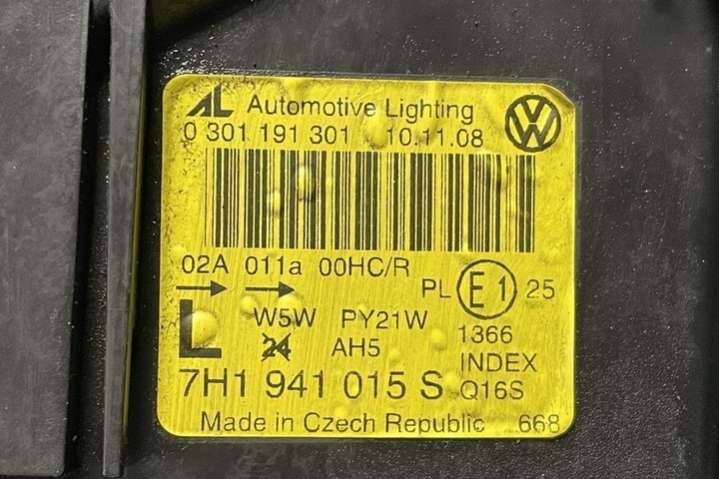 AL Automotive Lighting
0 301 191 301 10.11.08
VW
02A 011a 00HC/R
PL E1 25
L W5W PY21W
24 AH5
1366
INDEX
7H1 941 015 S Q16S
Made in Czech Republic 668